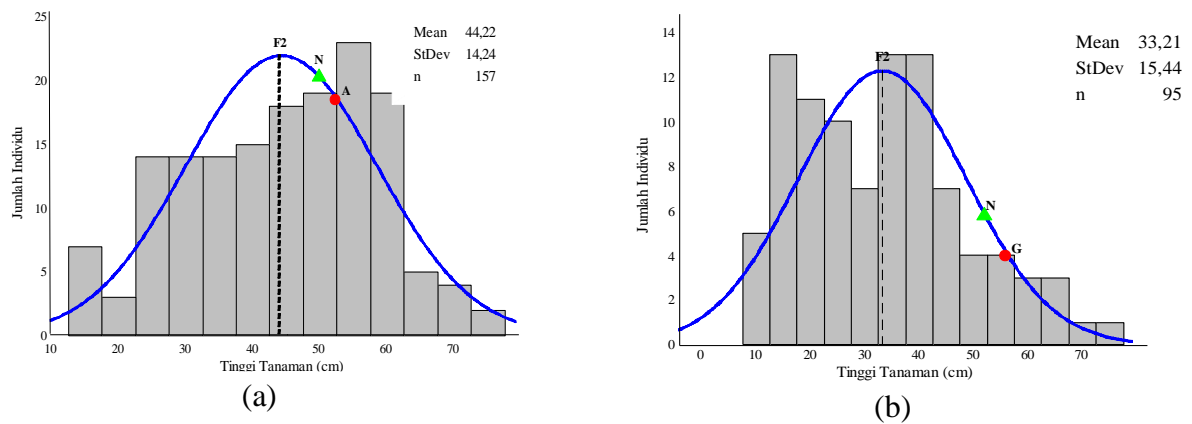 25
20
15
10
5
0
Jumlah Individu
F2
N
A
Mean 44,22
StDev 14,24
n 157
10 20 30 40 50 60 70
Tinggi Tanaman (cm)
(a)
14
12
10
8
6
4
2
0
Jumlah Individu
F2
N
G
Mean 33,21
StDev 15,44
n 95
0 10 20 30 40 50 60 70
Tinggi Tanaman (cm)
(b)